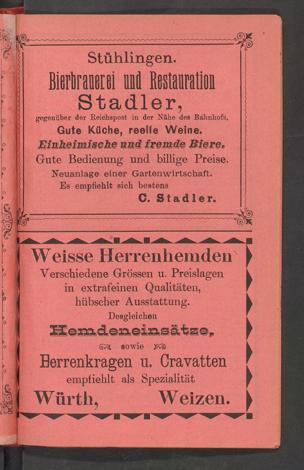 Stühlingen.
Bierbrauerei und Restauration
Stadler,
gegenüber der Reichspost in der Nähe des Bahnhofs,
Gute Küche, reelle Weine.
Einheimische und fremde Biere.
Gute Bedienung und billige Preise.
Neuanlage einer Gartenwirtschaft.
Es empfiehlt sich bestens
C. Stadler.
Weisse Herrenhemden
Verschiedene Grössen u. Preislagen
in extrafeinen Qualitäten,
hübscher Ausstattung.
Desgleichen
Hemdeneinsätze,
sowie
Herrenkragen u. Cravatten
empfiehlt als Spezialität
Würth, Weizen.